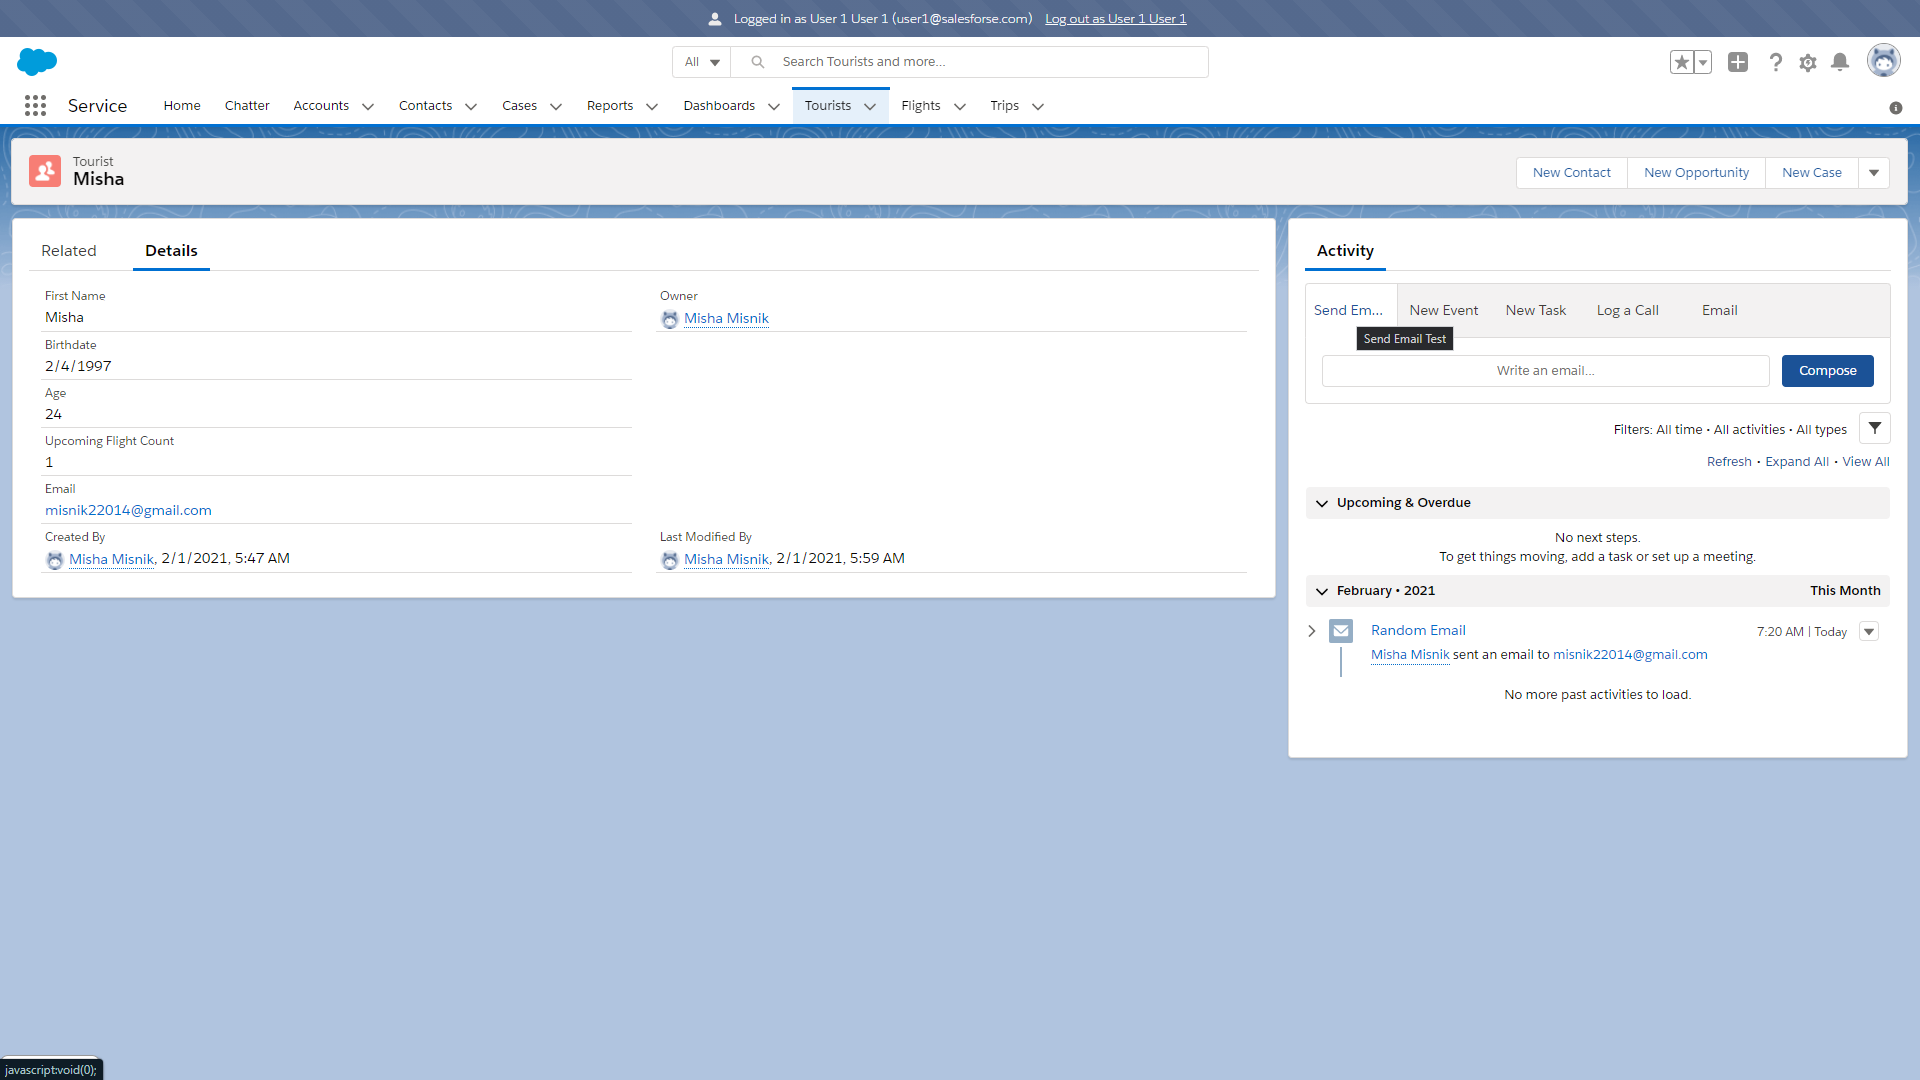 Logged in as User 1 User 1 (user1@salesforse.com) Log out as User 1 User 1
All Search Tourists and more...
Service Home Chatter Accounts Contacts Cases Reports Dashboards Tourists Flights Trips
Tourist
Misha
New Contact New Opportunity New Case
Related Details
First Name
Misha
Owner
Misha Misnik
Birthdate
2/4/1997
Age
24
Upcoming Flight Count
1
Email
misnik22014@gmail.com
Created By
Misha Misnik, 2/1/2021, 5:47 AM
Last Modified By
Misha Misnik, 2/1/2021, 5:59 AM
Activity
Send Em... New Event New Task Log a Call Email
Send Email Test
Write an email... Compose
Filters: All time • All activities • All types
Refresh • Expand All • View All
Upcoming & Overdue
No next steps.
To get things moving, add a task or set up a meeting.
February • 2021 This Month
Random Email 7:20 AM | Today
Misha Misnik sent an email to misnik22014@gmail.com
No more past activities to load.
javascript:void(0);